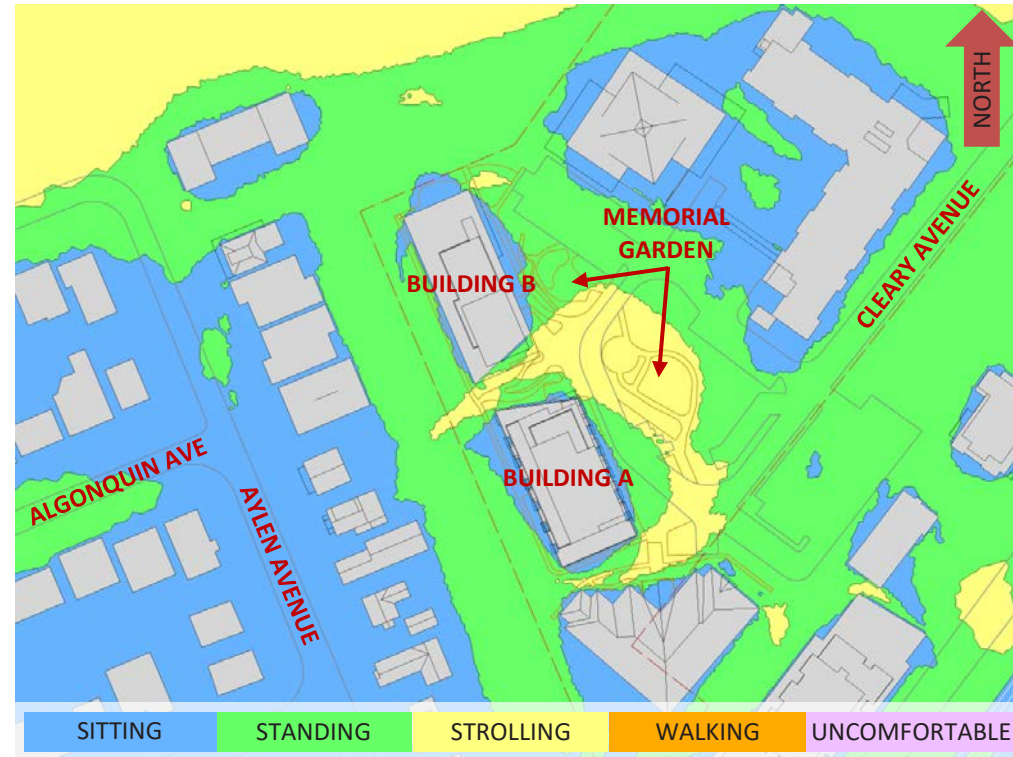 NORTH
MEMORIAL
GARDEN
CLEARY AVENUE
BUILDING B
BUILDING A
ALGONQUIN AVE
AYLEN AVENUE
SITTING
STANDING
STROLLING
WALKING
UNCOMFORTABLE